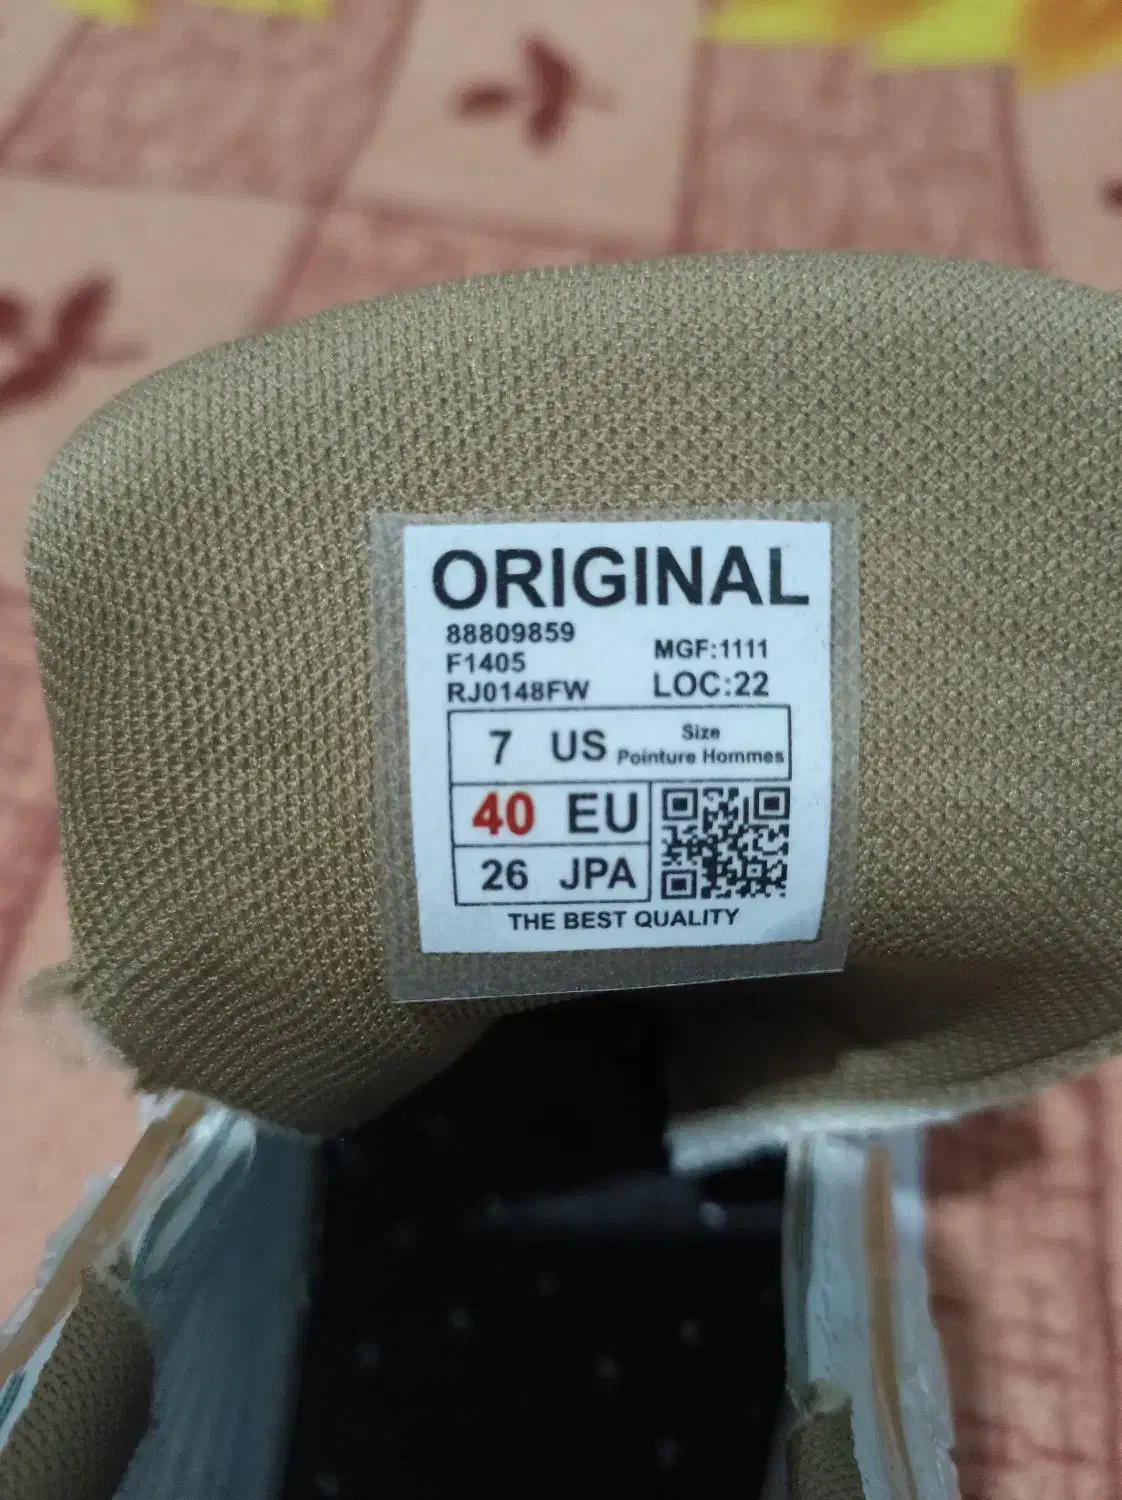 ORIGINAL
88809859
F1405
MGF:1111
RJ0148FW
LOC:22
7 US
Size
Pointure Hommes
40 EU
26 JPA
THE BEST QUALITY